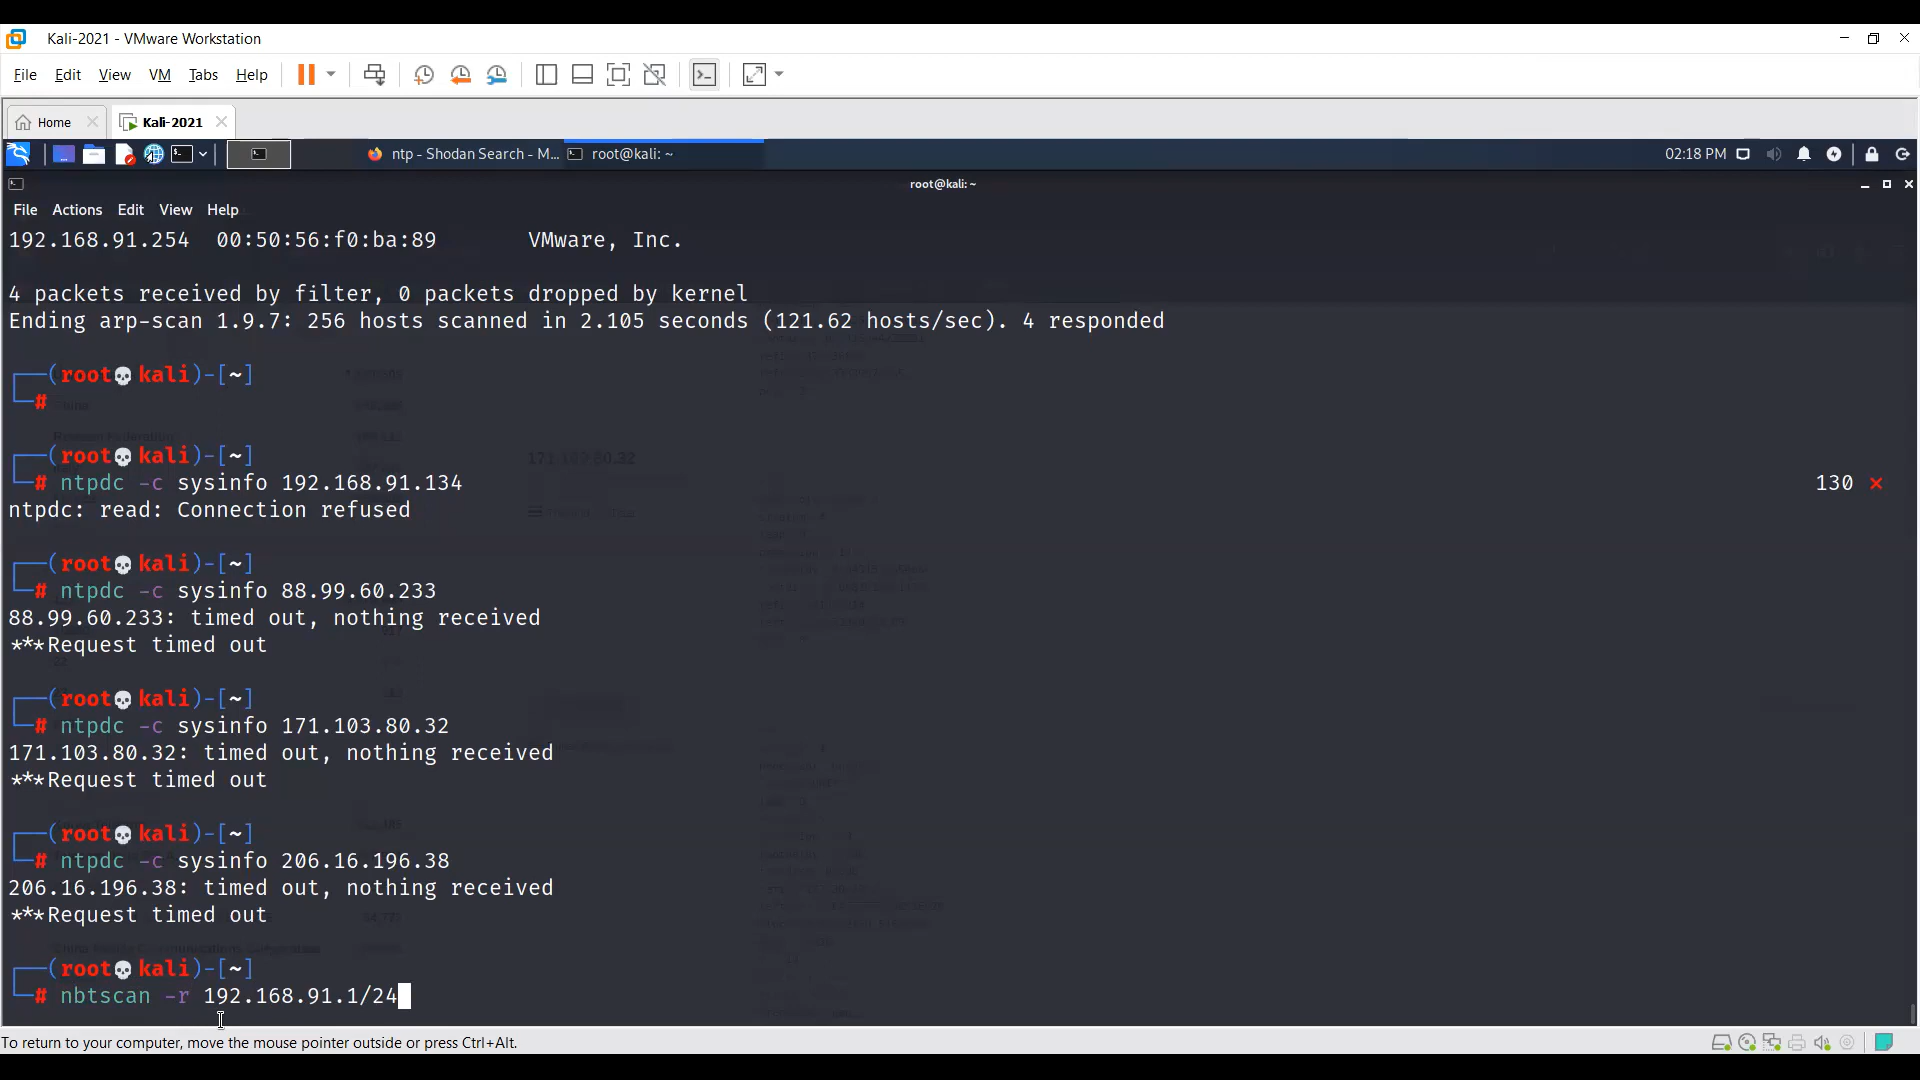 Kali-2021 - VMware Workstation
File Edit View VM Tabs Help
Home Kali-2021
ntp - Shodan Search - M... root@kali: ~ 02:18 PM
root@kali: ~
File Actions Edit View Help
192.168.91.254 00:50:56:f0:ba:89 VMware, Inc.
4 packets received by filter, 0 packets dropped by kernel
Ending arp-scan 1.9.7: 256 hosts scanned in 2.105 seconds (121.62 hosts/sec). 4 responded
┌──(root💀kali)-[~]
└─#
┌──(root💀kali)-[~]
└─# ntpdc -c sysinfo 192.168.91.134 130 ⨯
ntpdc: read: Connection refused
┌──(root💀kali)-[~]
└─# ntpdc -c sysinfo 88.99.60.233
88.99.60.233: timed out, nothing received
***Request timed out
┌──(root💀kali)-[~]
└─# ntpdc -c sysinfo 171.103.80.32
171.103.80.32: timed out, nothing received
***Request timed out
┌──(root💀kali)-[~]
└─# ntpdc -c sysinfo 206.16.196.38
206.16.196.38: timed out, nothing received
***Request timed out
┌──(root💀kali)-[~]
└─# nbtscan -r 192.168.91.1/24
To return to your computer, move the mouse pointer outside or press Ctrl+Alt.